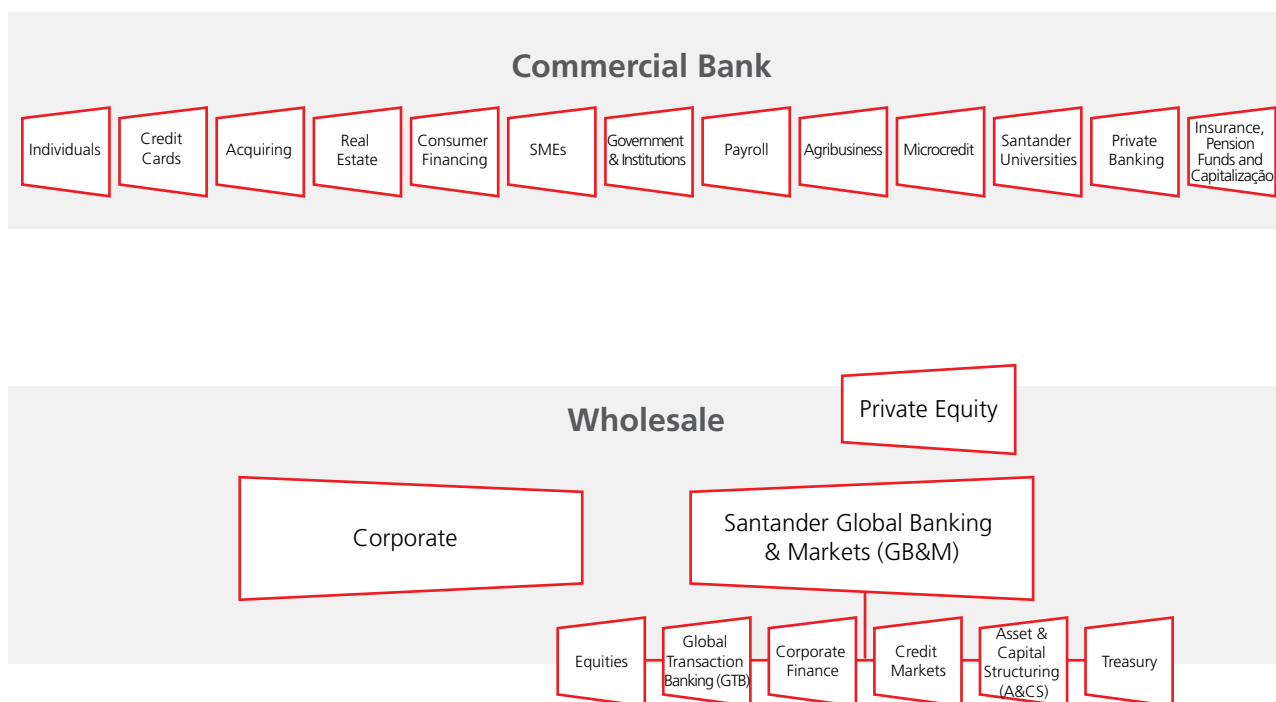 Commercial Bank
Individuals
Credit
Cards
Acquiring
Real
Estate
Consumer
Financing
SMEs
Government
& Institutions
Payroll
Agribusiness
Microcredit
Santander
Universities
Private
Banking
Insurance,
Pension
Funds and
Capitalização
Wholesale
Private Equity
Corporate
Santander Global Banking
& Markets (GB&M)
Equities
Global
Transaction
Banking (GTB)
Corporate
Finance
Credit
Markets
Asset &
Capital
Structuring
(A&CS)
Treasury